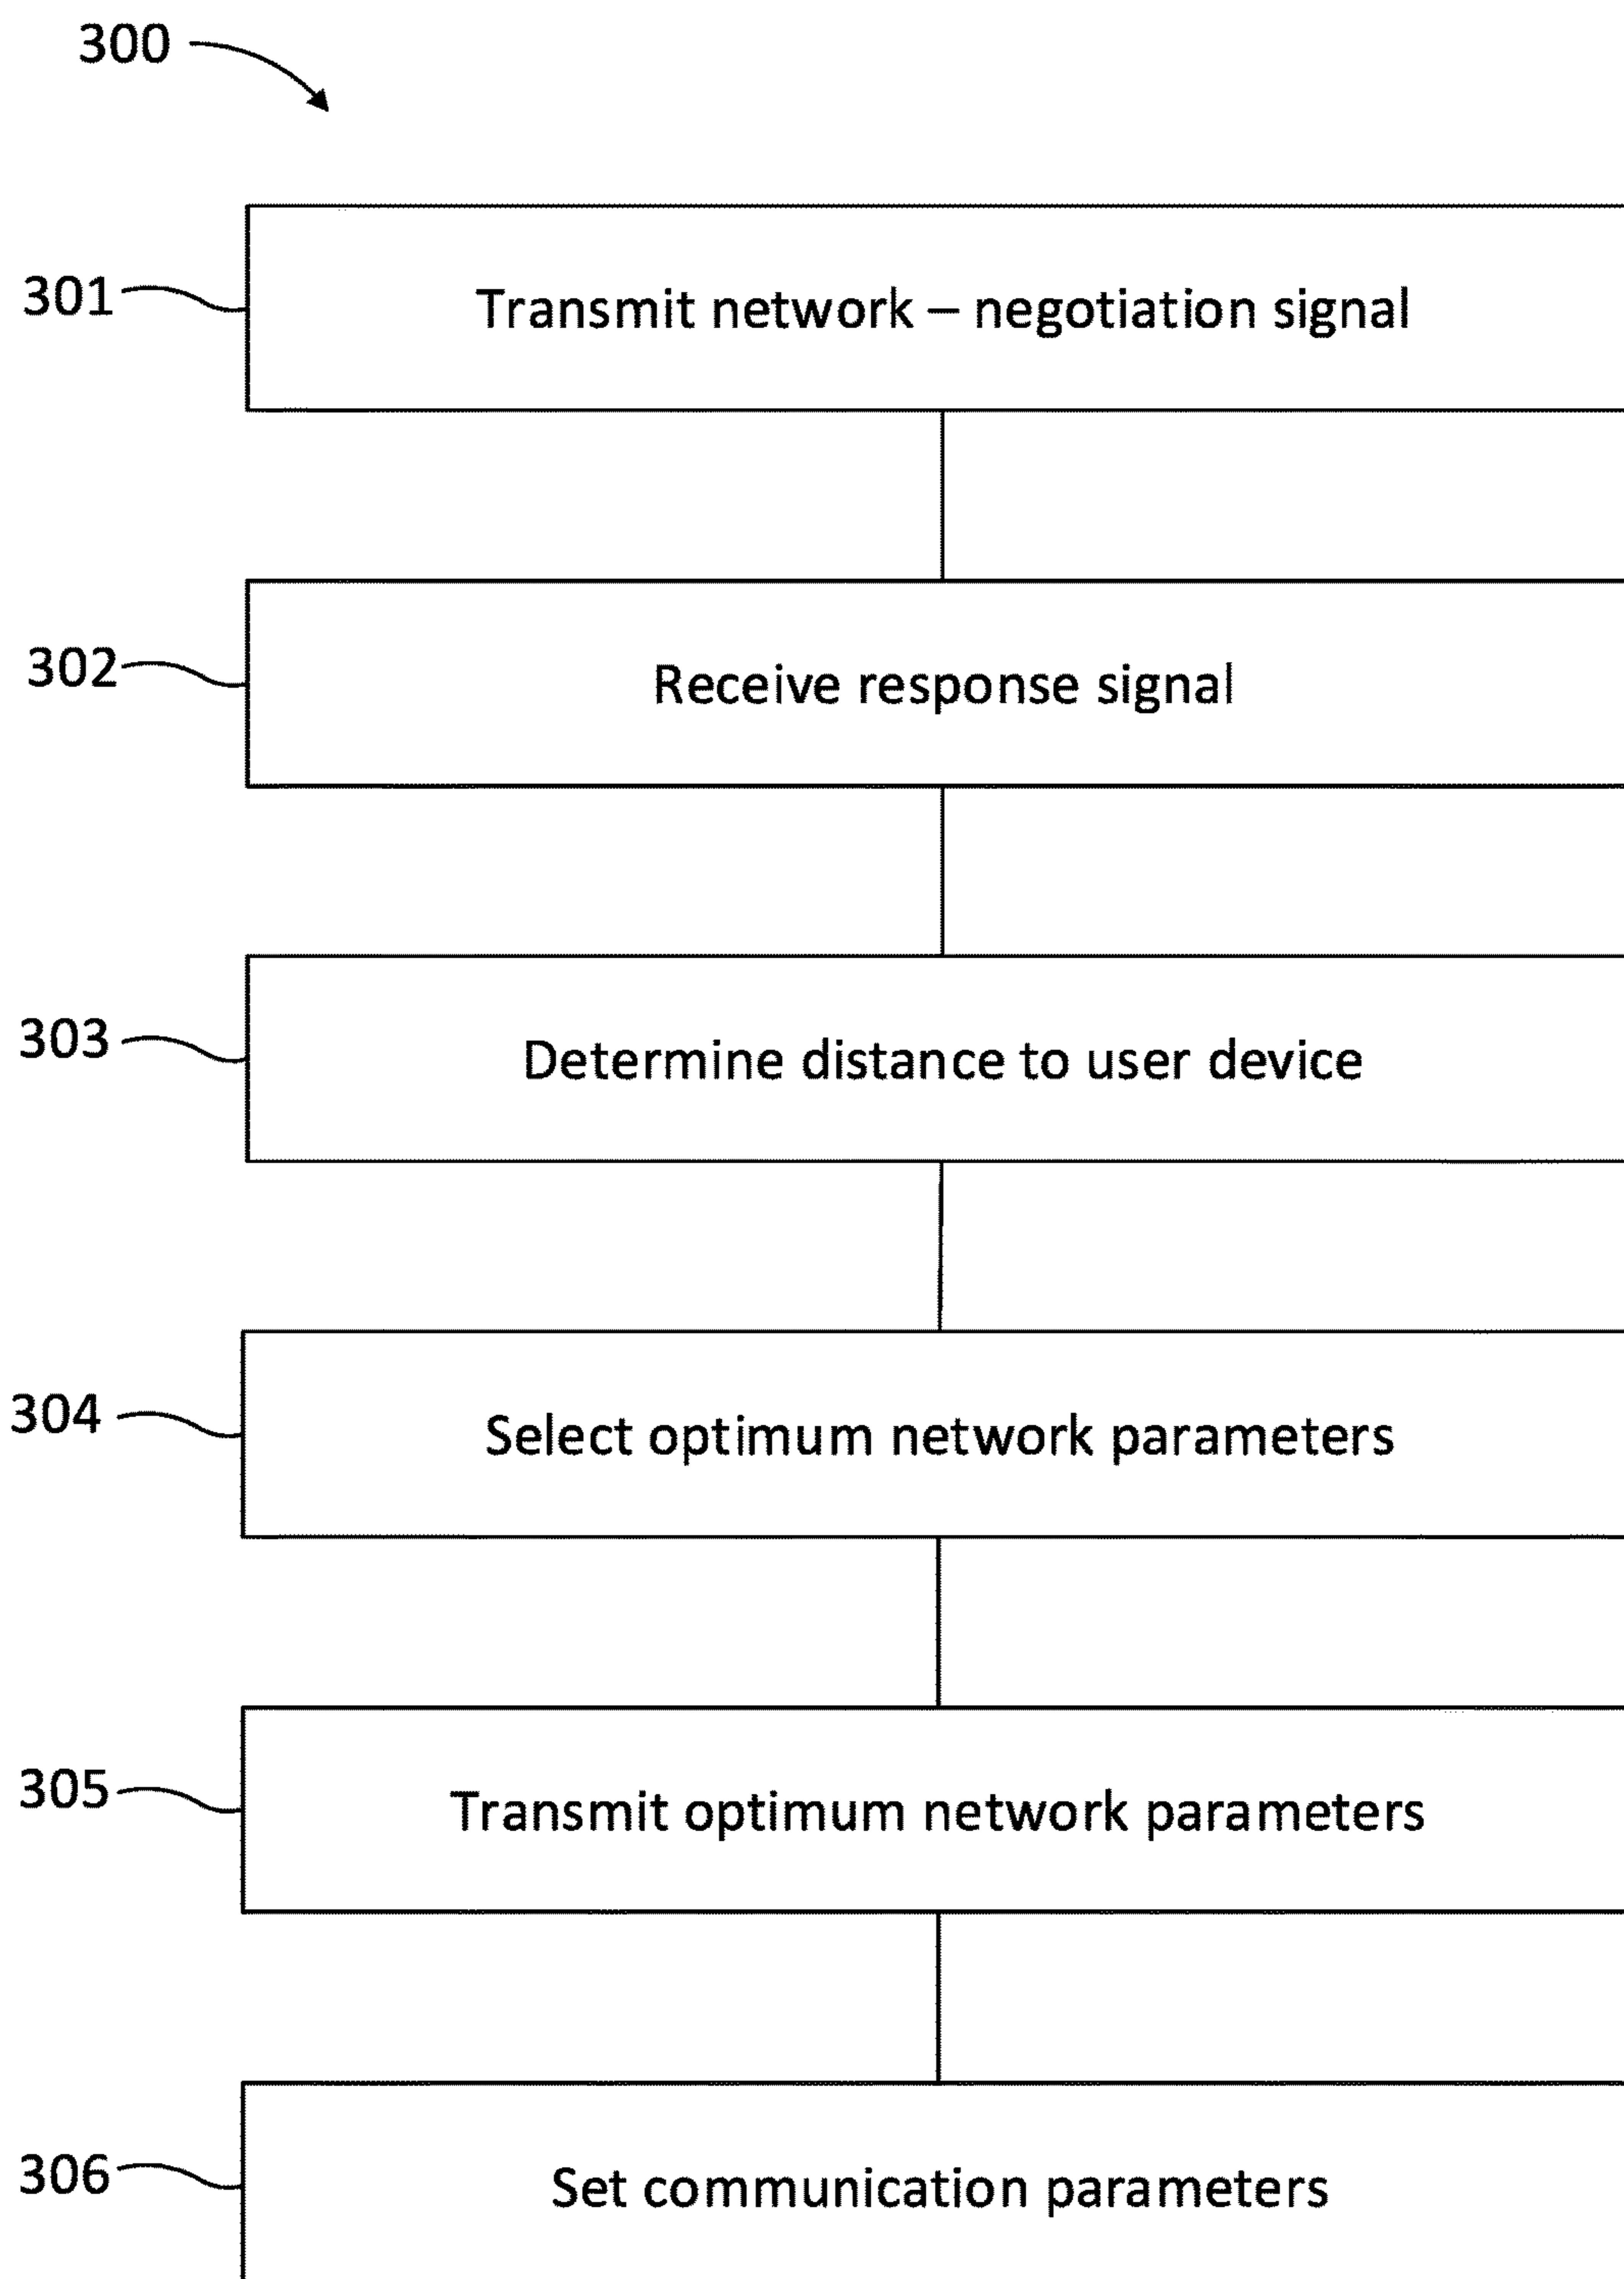 300
301 Transmit network – negotiation signal
302 Receive response signal
303 Determine distance to user device
304 Select optimum network parameters
305 Transmit optimum network parameters
306 Set communication parameters